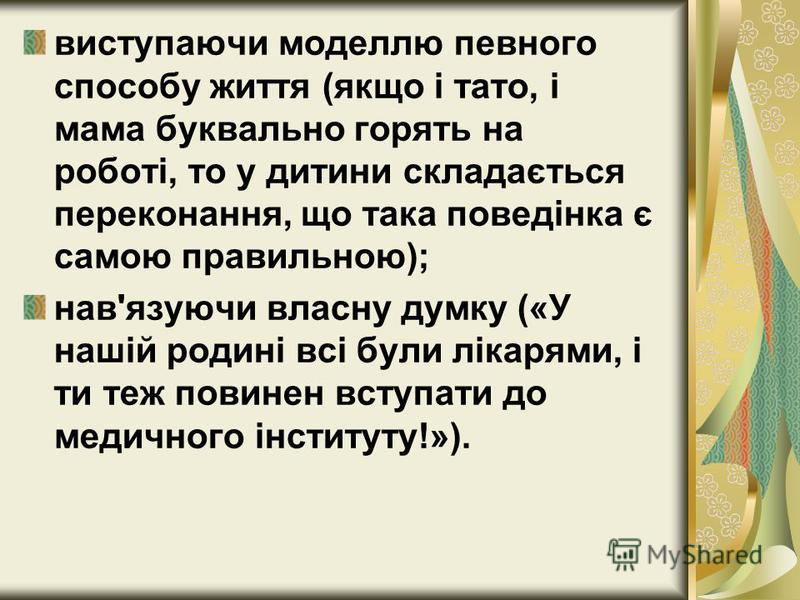 виступаючи моделлю певного
способу життя (якщо і тато, і
мама буквально горять на
роботі, то у дитини складається
переконання, що така поведінка є
самою правильною);
нав'язуючи власну думку («У
нашій родині всі були лікарями, і
ти теж повинен вступати до
медичного інституту!»).
MyShared